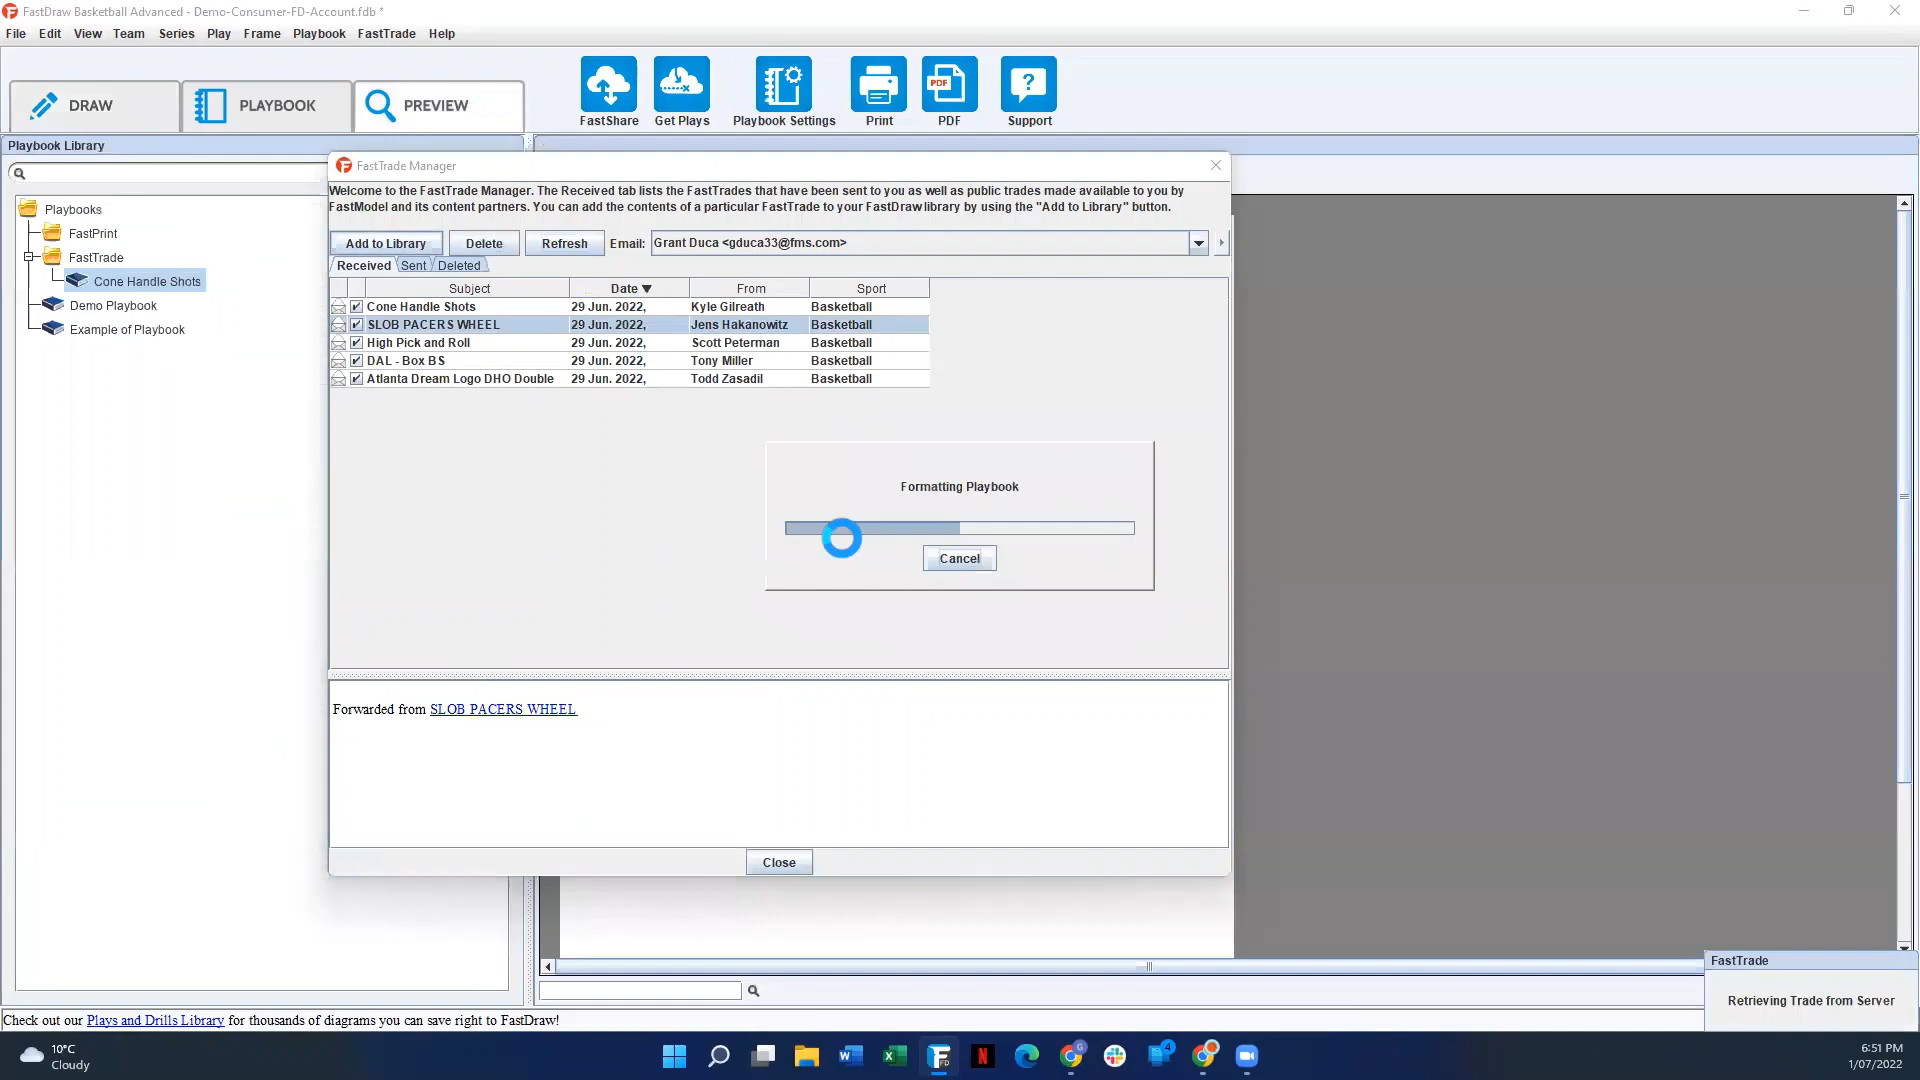 FastDraw Basketball Advanced - Demo-Consumer-FD-Account.fdb *
File Edit View Team Series Play Frame Playbook FastTrade Help
DRAW PLAYBOOK PREVIEW
FastShare Get Plays Playbook Settings Print PDF PDF Support
Playbook Library
Playbooks
FastPrint
FastTrade
Cone Handle Shots
Demo Playbook
Example of Playbook
FastTrade Manager
Welcome to the FastTrade Manager. The Received tab lists the FastTrades that have been sent to you as well as public trades made available to you by
FastModel and its content partners. You can add the contents of a particular FastTrade to your FastDraw library by using the "Add to Library" button.
Add to Library Delete Refresh Email: Grant Duca <gduca33@fms.com>
Received Sent Deleted
Subject Date From Sport
Cone Handle Shots 29 Jun. 2022, Kyle Gilreath Basketball
SLOB PACERS WHEEL 29 Jun. 2022, Jens Hakanowitz Basketball
High Pick and Roll 29 Jun. 2022, Scott Peterman Basketball
DAL - Box BS 29 Jun. 2022, Tony Miller Basketball
Atlanta Dream Logo DHO Double 29 Jun. 2022, Todd Zasadil Basketball
Formatting Playbook
Cancel
Forwarded from SLOB PACERS WHEEL
Close
FastTrade
Retrieving Trade from Server
Check out our Plays and Drills Library for thousands of diagrams you can save right to FastDraw!
10°C
Cloudy
4
6:51 PM
1/07/2022